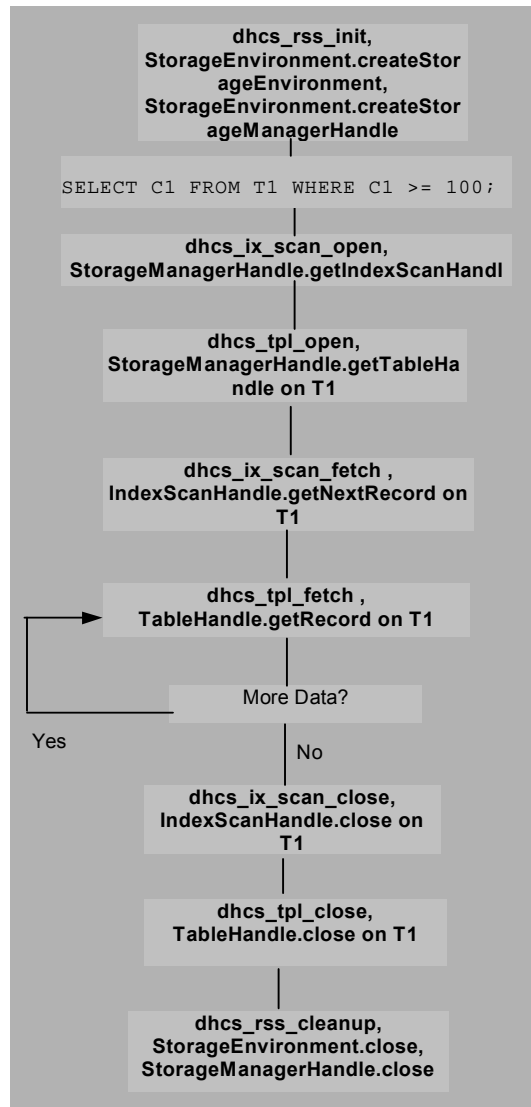 dhcs_rss_init,
StorageEnvironment.createStor
ageEnvironment,
StorageEnvironment.createStor
ageManagerHandle
SELECT C1 FROM T1 WHERE C1 >= 100;
dhcs_ix_scan_open,
StorageManagerHandle.getIndexScanHandl
dhcs_tpl_open,
StorageManagerHandle.getTableHa
ndle on T1
dhcs_ix_scan_fetch ,
IndexScanHandle.getNextRecord on
T1
dhcs_tpl_fetch ,
TableHandle.getRecord on T1
More Data?
Yes
No
dhcs_ix_scan_close,
IndexScanHandle.close on
T1
dhcs_tpl_close,
TableHandle.close on T1
dhcs_rss_cleanup,
StorageEnvironment.close,
StorageManagerHandle.close